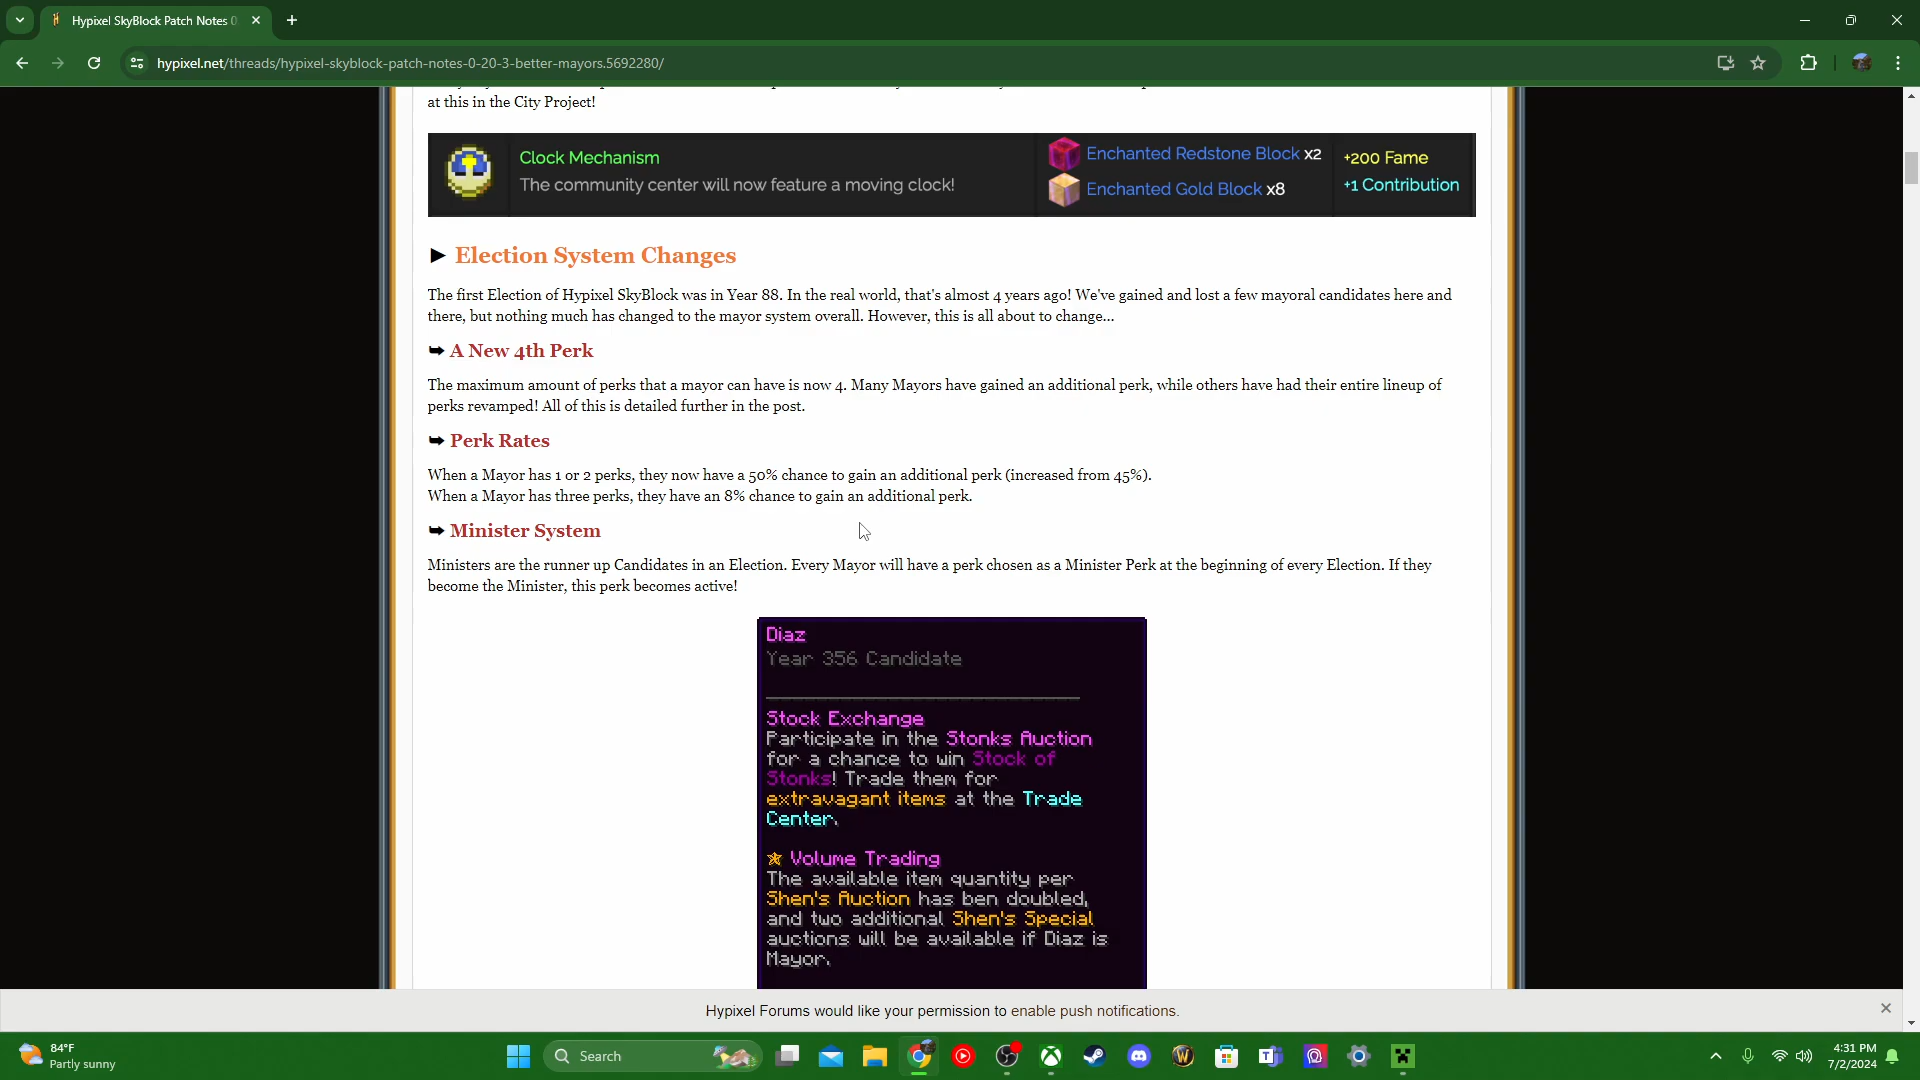 Hypixel SkyBlock Patch Notes 0
hypixel.net/threads/hypixel-skyblock-patch-notes-0-20-3-better-mayors.5692280/
at this in the City Project!
Clock Mechanism
The community center will now feature a moving clock!
Enchanted Redstone Block x2
Enchanted Gold Block x8
+200 Fame
+1 Contribution
► Election System Changes
The first Election of Hypixel SkyBlock was in Year 88. In the real world, that's almost 4 years ago! We've gained and lost a few mayoral candidates here and
there, but nothing much has changed to the mayor system overall. However, this is all about to change...
➥ A New 4th Perk
The maximum amount of perks that a mayor can have is now 4. Many Mayors have gained an additional perk, while others have had their entire lineup of
perks revamped! All of this is detailed further in the post.
➥ Perk Rates
When a Mayor has 1 or 2 perks, they now have a 50% chance to gain an additional perk (increased from 45%).
When a Mayor has three perks, they have an 8% chance to gain an additional perk.
➥ Minister System
Ministers are the runner up Candidates in an Election. Every Mayor will have a perk chosen as a Minister Perk at the beginning of every Election. If they
become the Minister, this perk becomes active!
Diaz
Year 356 Candidate
Stock Exchange
Participate in the Stonks Auction
for a chance to win Stock of
Stonks! Trade them for
extravagant items at the Trade
Center.
✯ Volume Trading
The available item quantity per
Shen's Auction has ben doubled,
and two additional Shen's Special
auctions will be available if Diaz is
Mayor.
Hypixel Forums would like your permission to enable push notifications.
84°F
Partly sunny
Search
4:31 PM
7/2/2024